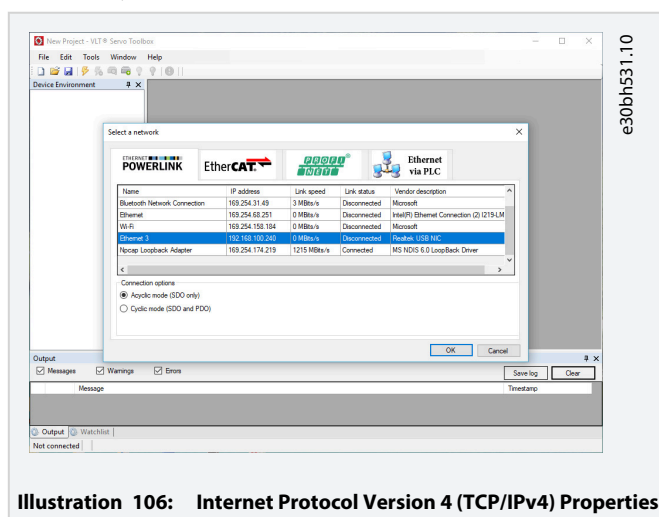 New Project - VLT® Servo Toolbox
File Edit Tools Window Help
Device Environment
Select a network
ETHERNET
POWERLINK
EtherCAT.
PROFI
NET
Ethernet
via PLC
Name IP address Link speed Link status Vendor description
Bluetooth Network Connection 169.254.31.49 3 MBits/s Disconnected Microsoft
Ethernet 169.254.68.251 0 MBits/s Disconnected Intel(R) Ethernet Connection (2) I219-LM
Wi-Fi 169.254.158.184 0 MBits/s Disconnected Microsoft
Ethernet 3 192.168.100.240 0 MBits/s Disconnected Realtek USB NIC
Npcap Loopback Adapter 169.254.174.219 1215 MBits/s Connected MS NDIS 6.0 LoopBack Driver
Connection options
Acyclic mode (SDO only)
Cyclic mode (SDO and PDO)
OK Cancel
Output
Messages Warnings Errors Save log Clear
Message Timestamp
Output Watchlist
Not connected
e30bh531.10
Illustration 106: Internet Protocol Version 4 (TCP/IPv4) Properties